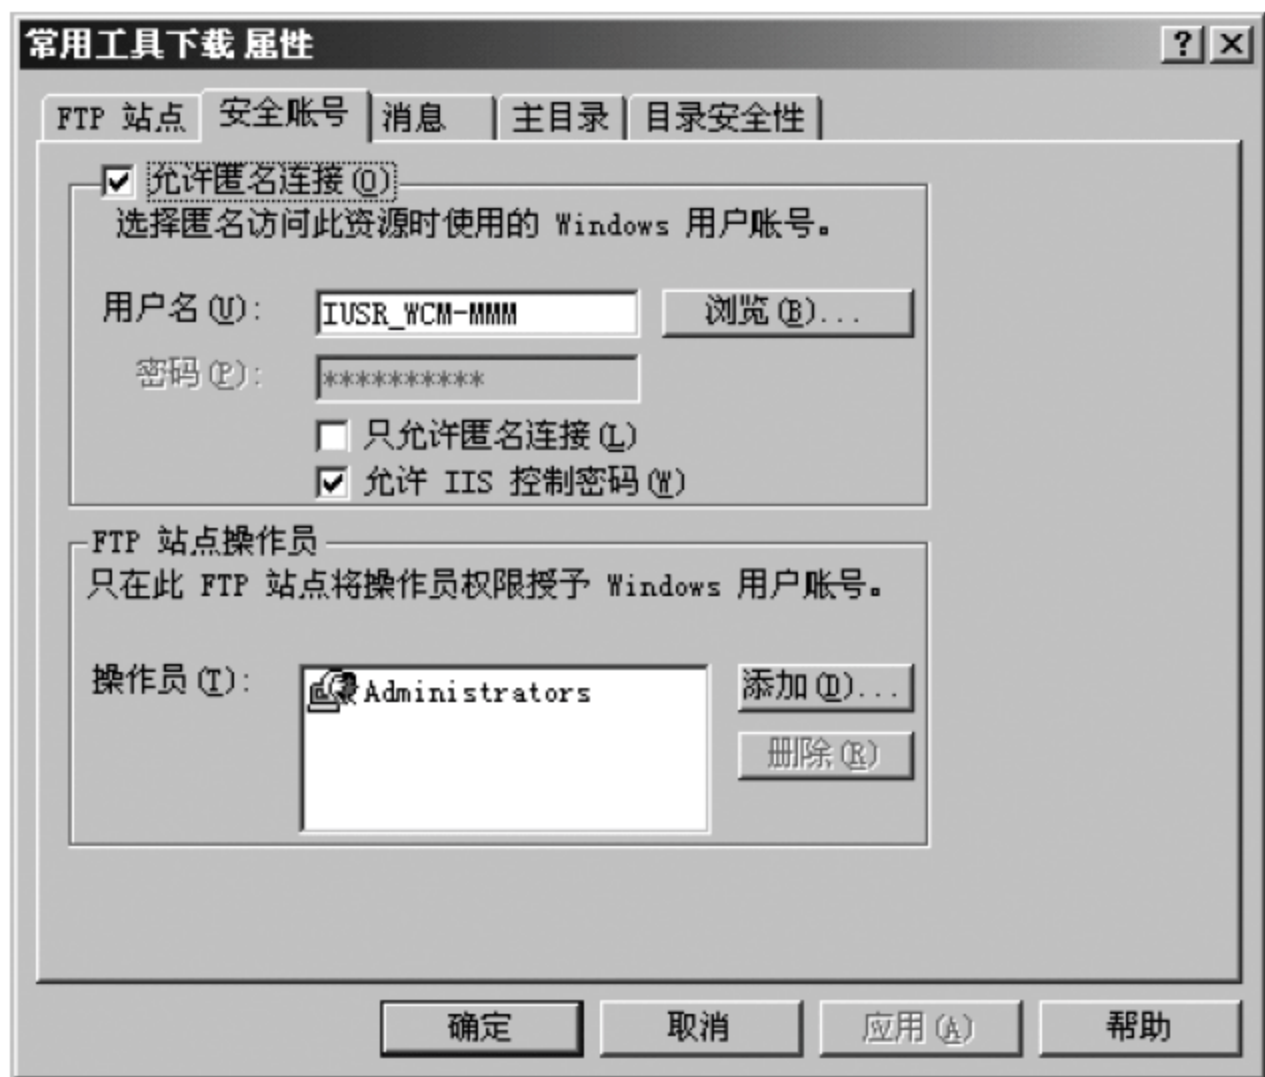 常用工具下载 属性
FTP 站点 安全账号 消息 主目录 目录安全性
允许匿名连接(O)
选择匿名访问此资源时使用的 Windows 用户账号。
用户名(U): IUSR_WCM-MMM 浏览(B)...
密码(P): **********
只允许匿名连接(L)
允许 IIS 控制密码(W)
FTP 站点操作员
只在此 FTP 站点将操作员权限授予 Windows 用户账号。
操作员(T): Administrators 添加(D)...
删除(R)
确定 取消 应用(A) 帮助